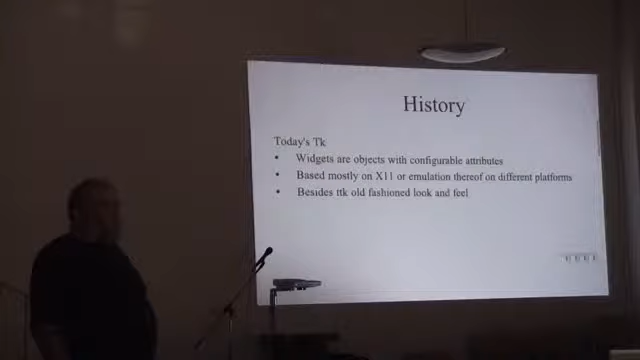 History
Today's Tk
• Widgets are objects with configurable attributes
• Based mostly on X11 or emulation thereof on different platforms
• Besides ttk old fashioned look and feel